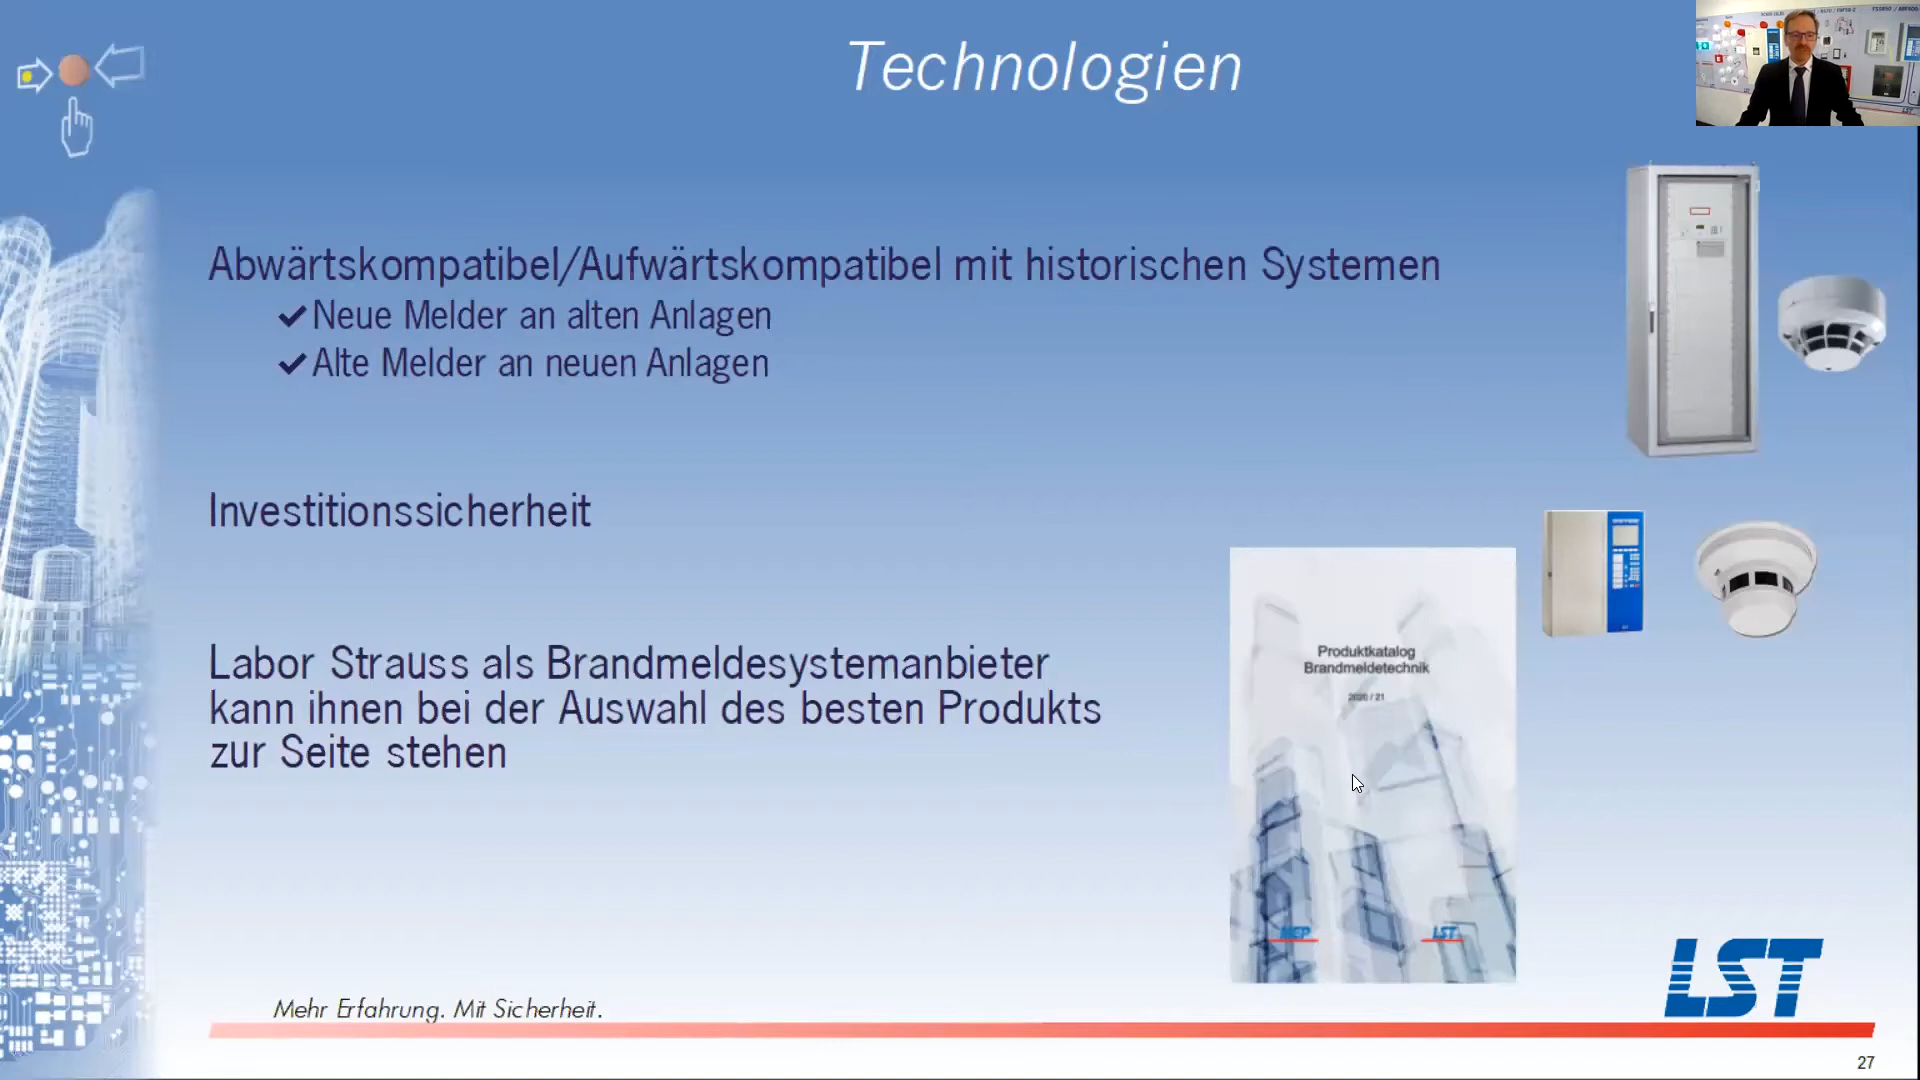 Technologien
Abwärtskompatibel/Aufwärtskompatibel mit historischen Systemen
Neue Melder an alten Anlagen
Alte Melder an neuen Anlagen
Investitionssicherheit
Labor Strauss als Brandmeldesystemanbieter
kann ihnen bei der Auswahl des besten Produkts
zur Seite stehen
Produktkatalog
Brandmeldetechnik
2020 / 21
LST
Mehr Erfahrung. Mit Sicherheit.
LST
27